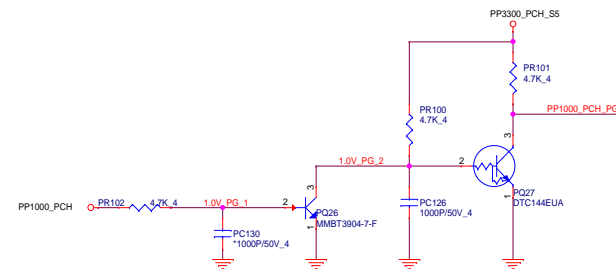 PP3300_PCH_S5
PR101
4.7K_4
PR100
4.7K_4
PP1000_PCH_PG
3
1.0V_PG_2
2
PQ27
DTC144EUA
1
PP1000_PCH
PR102
4.7K_4
1.0V_PG_1
2
3
PQ26
MMBT3904-7-F
1
PC126
1000P/50V_4
PC130
*1000P/50V_4